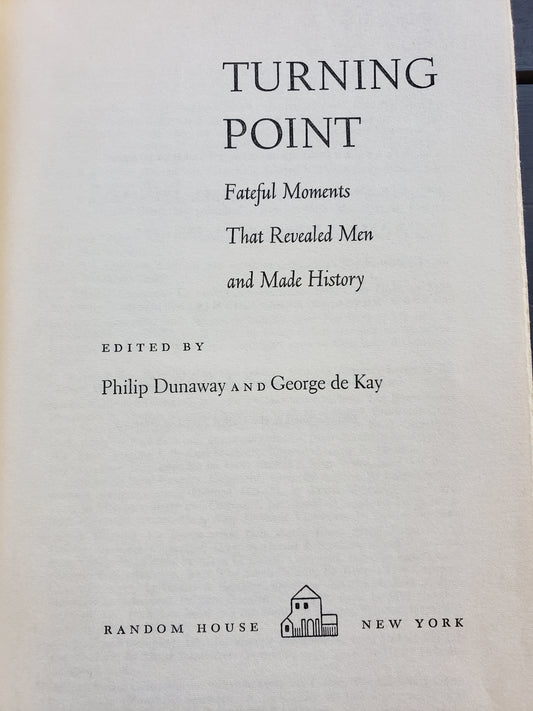 TURNING
POINT
Fateful Moments
That Revealed Men
and Made History
EDITED BY
Philip Dunaway AND George de Kay
RANDOM HOUSE NEW YORK